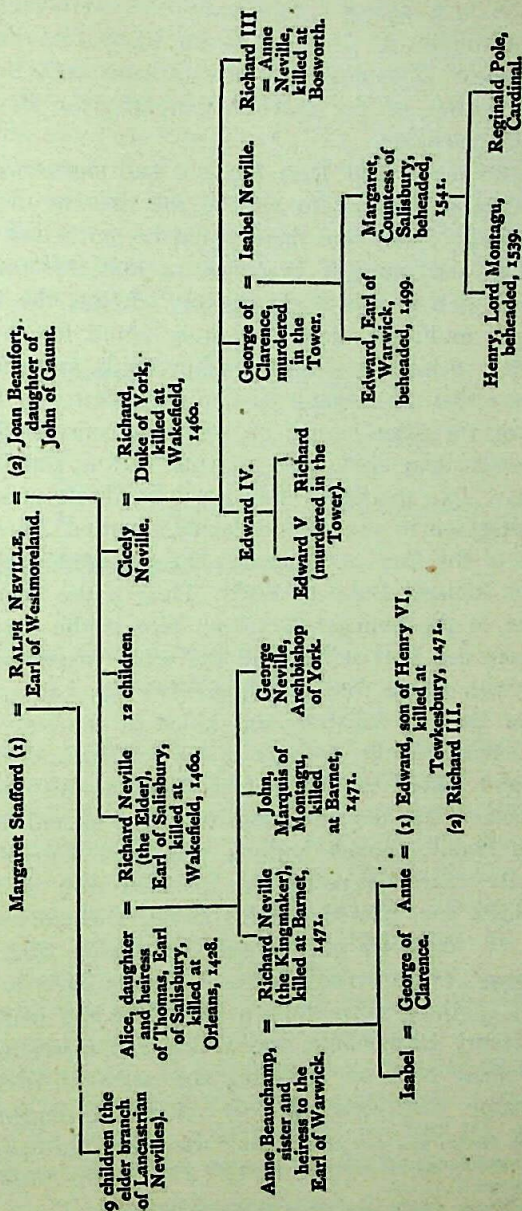 Margaret Stafford (1) = RALPH NEVILLE, = (2) Joan Beaufort,
Earl of Westmoreland.
daughter of
John of Gaunt.
9 children (the
elder branch
of Lancastrian
Nevilles).
Alice, daughter
and heiress
of Thomas, Earl
of Salisbury,
killed at
Orleans, 1428.
=
Richard Neville
(the Elder),
Earl of Salisbury,
killed at
Wakefield, 1460.
12 children.
Cicely
Neville.
=
Richard,
Duke of York,
killed at
Wakefield,
1460.
Anne Beauchamp,
sister and
heiress to the
Earl of Warwick.
=
Richard Neville
(the Kingmaker),
killed at Barnet,
1471.
John,
Marquis of
Montagu,
killed
at Barnet,
1471.
George
Neville,
Archbishop
of York.
Edward IV.
George of
Clarence,
murdered
in the
Tower.
= Isabel Neville.
Richard III
= Anne
Neville,
killed at
Bosworth.
Isabel = George of
Clarence.
Anne = (1) Edward, son of Henry VI,
killed at
Tewkesbury, 1471.
(2) Richard III.
Edward V Richard
(murdered in the
Tower).
Edward, Earl of
Warwick,
beheaded, 1499.
Margaret,
Countess of
Salisbury,
beheaded,
1541.
Henry, Lord Montagu,
beheaded, 1539.
Reginald Pole,
Cardinal.